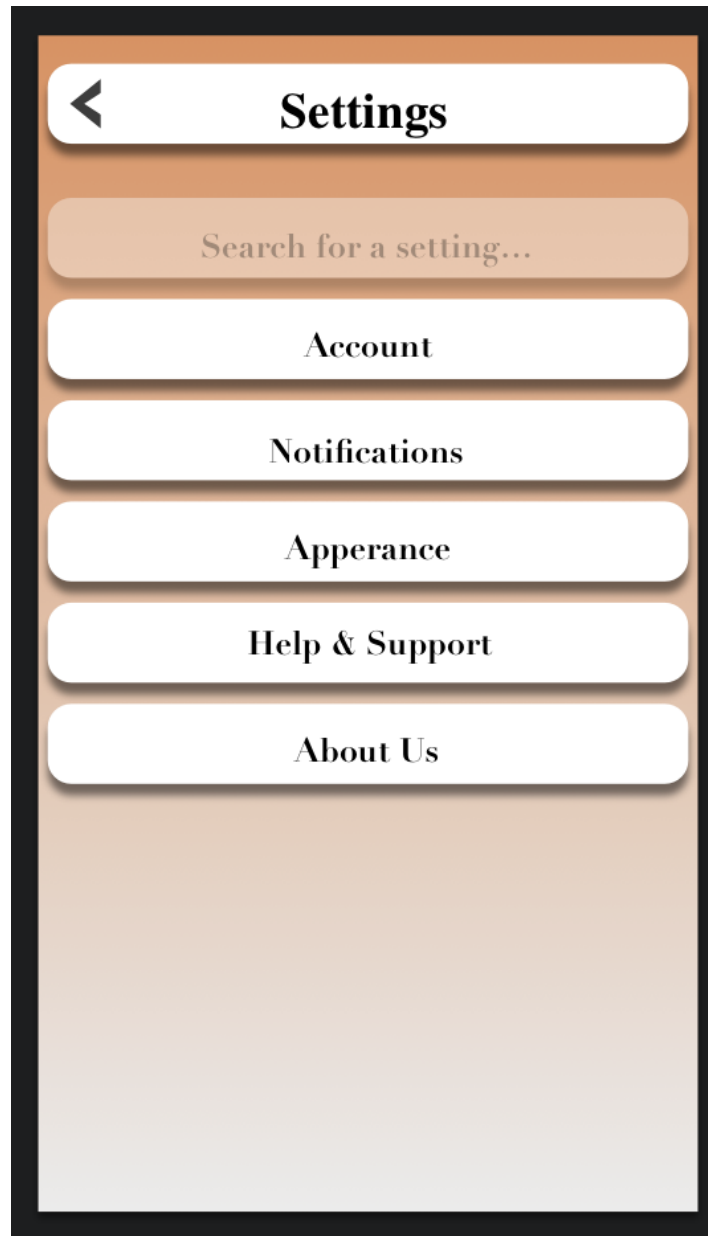 Settings
Search for a setting...
Account
Notifications
Apperance
Help & Support
About Us